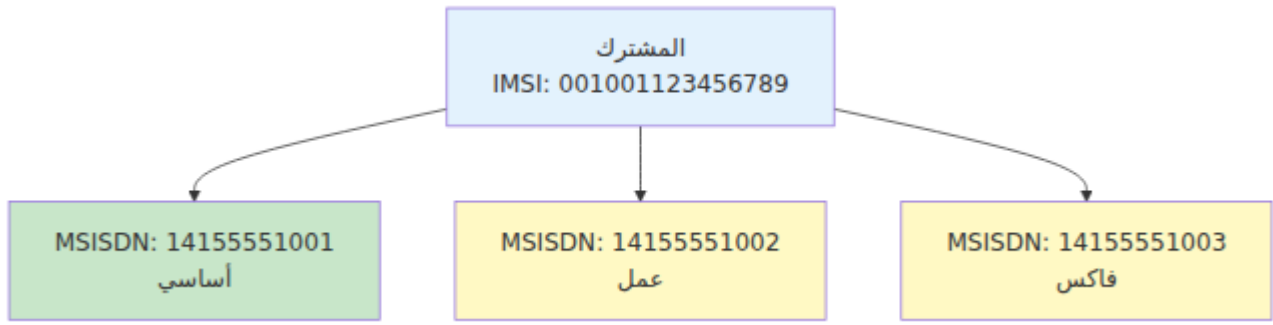 المشترك
IMSI: 001001123456789
MSISDN: 14155551001
أساسي
MSISDN: 14155551002
عمل
MSISDN: 14155551003
فاكس